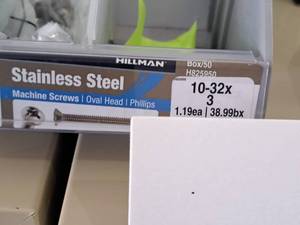 HILLMAN
Box/50
H825950
Stainless Steel
Machine Screws | Oval Head | Phillips
10-32x
3
1.19ea | 38.99bx